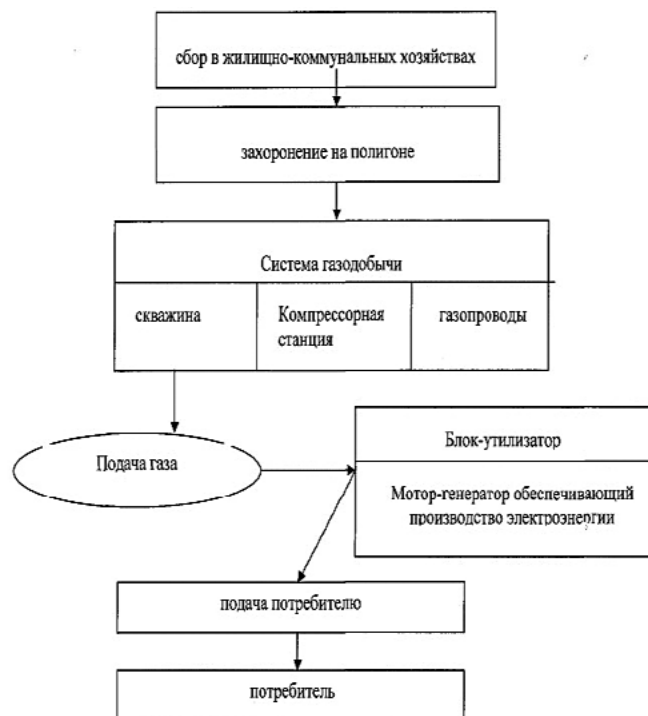 сбор в жилищно-коммунальных хозяйствах
захоронение на полигоне
Система газодобычи
скважина
Компрессорная
станция
газопроводы
Подача газа
Блок-утилизатор
Мотор-генератор обеспечивающий
производство электроэнергии
подача потребителю
потребитель